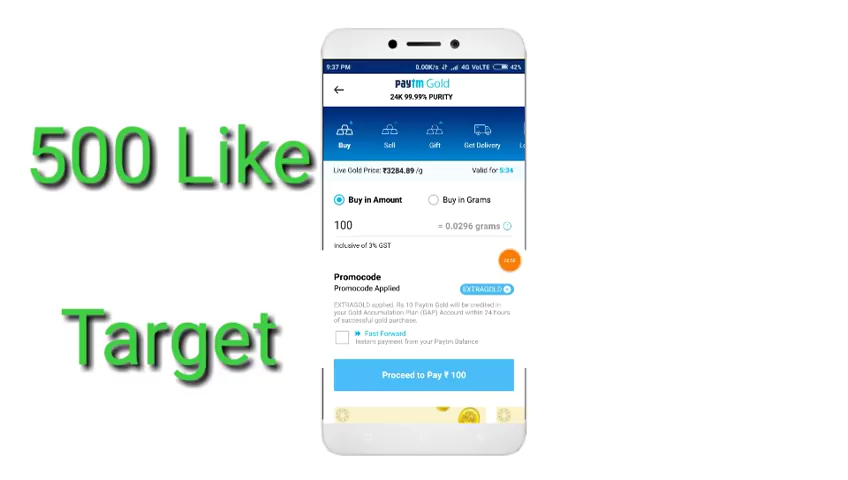 500 Like
Target
9:37 PM
0.00K/s 4G VoLTE 42%
paytm Gold
24K 99.99% PURITY
Buy
Sell
Gift
Get Delivery
Live Gold Price: ₹3284.89 /g
Valid for 5:34
Buy in Amount
Buy in Grams
100
= 0.0296 grams
Inclusive of 3% GST
Promocode
Promocode Applied
EXTRAGOLD
EXTRAGOLD applied. Rs 10 Paytm Gold will be credited in
your Gold Accumulation Plan (GAP) Account within 24 hours
of successful gold purchase.
Fast Forward
Instant payment from your Paytm Balance
Proceed to Pay ₹ 100